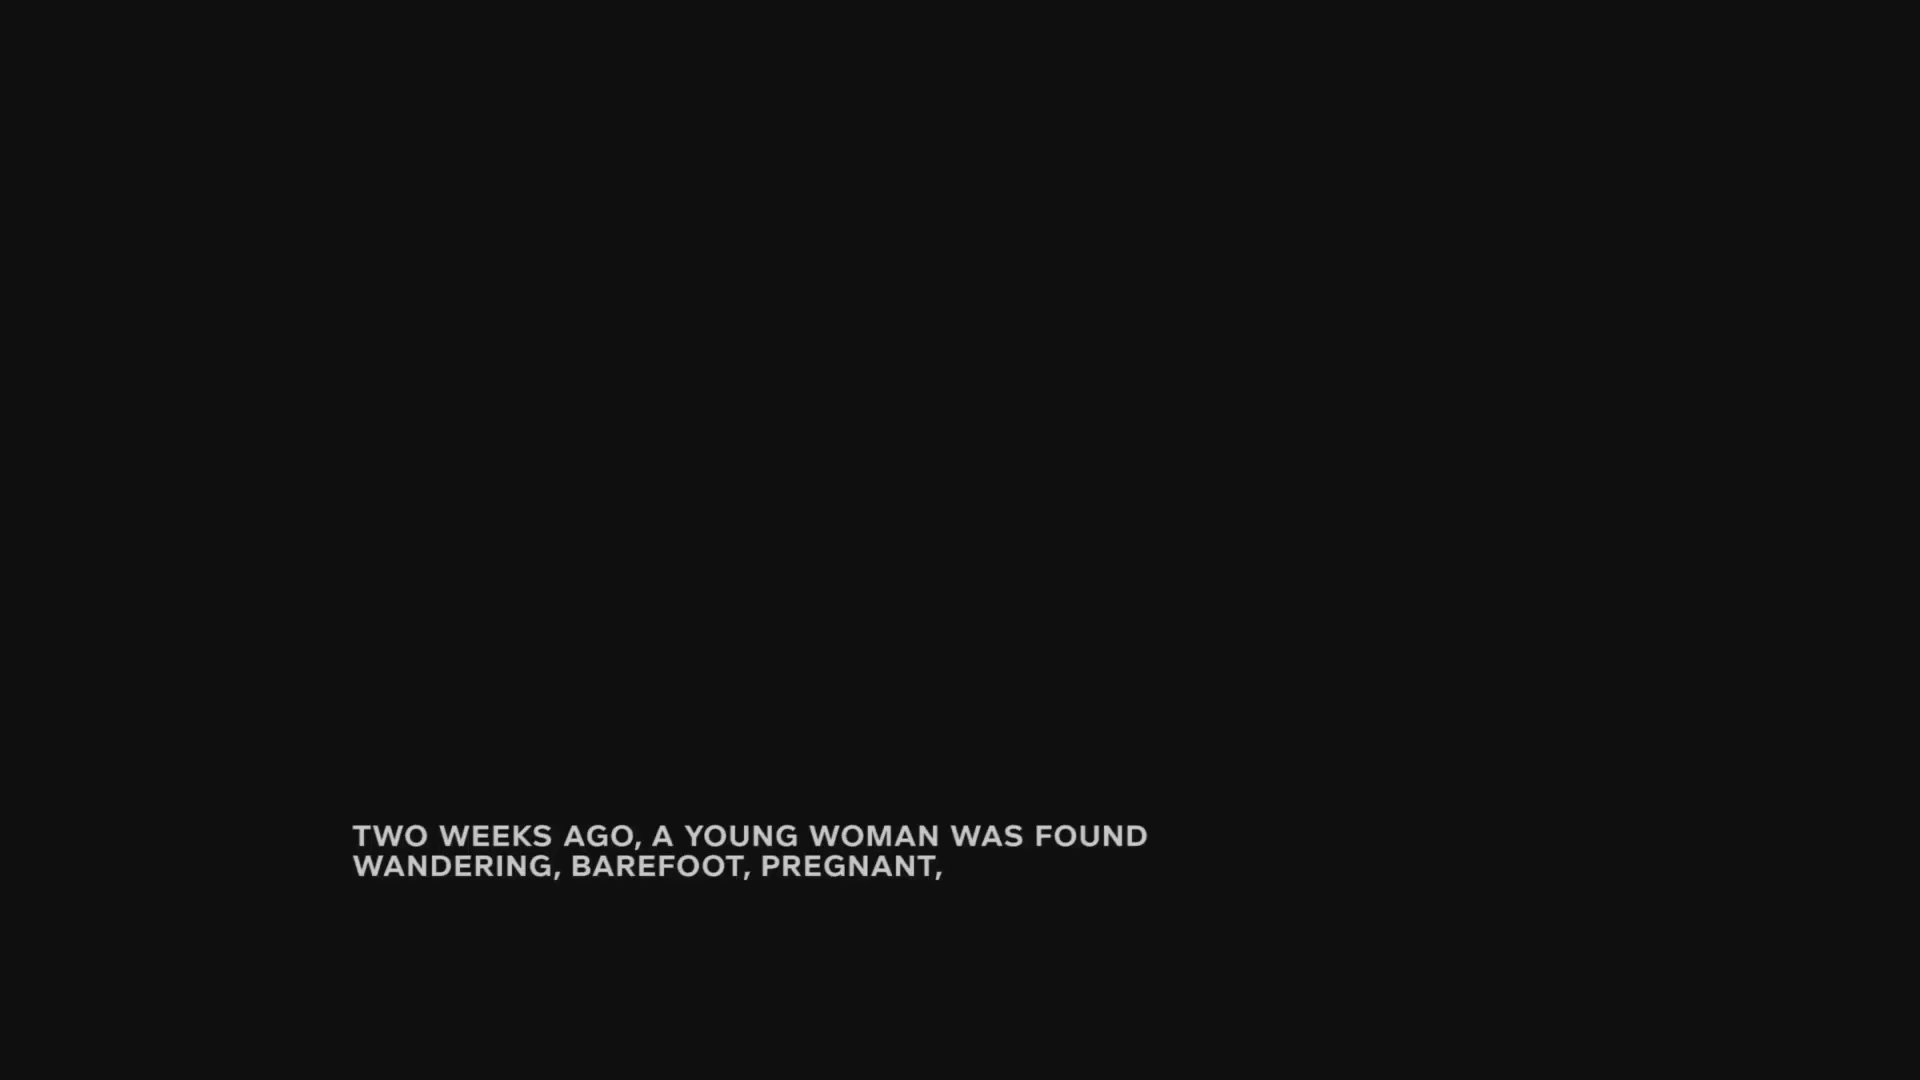 TWO WEEKS AGO, A YOUNG WOMAN WAS FOUND
WANDERING, BAREFOOT, PREGNANT,